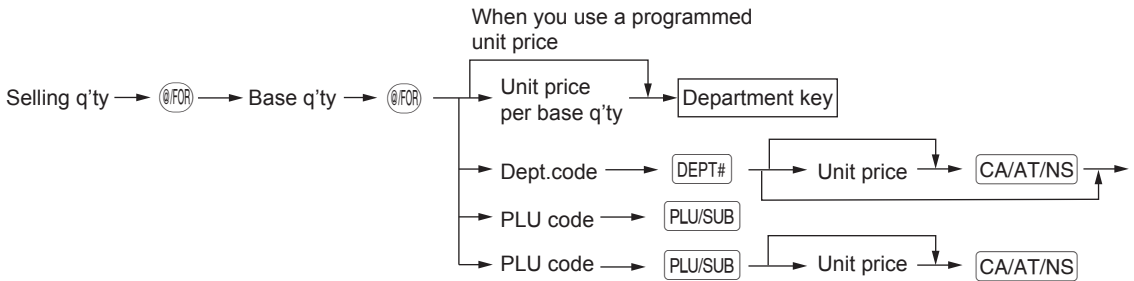 When you use a programmed
unit price
Selling q’ty @/FOR Base q’ty @/FOR Unit price
per base q’ty Department key
Dept.code DEPT# Unit price CA/AT/NS
PLU code PLU/SUB
PLU code PLU/SUB Unit price CA/AT/NS